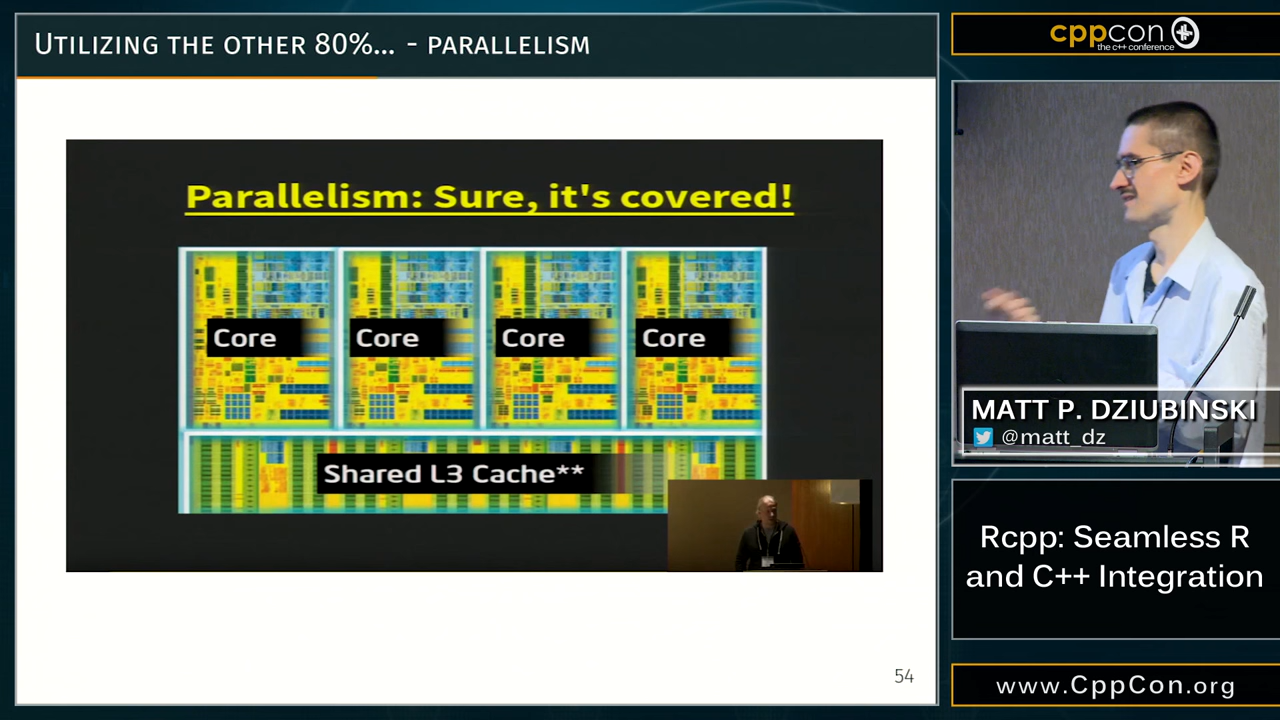 UTILIZING THE OTHER 80%... - PARALLELISM
Parallelism: Sure, it's covered!
Core
Core
Core
Core
Shared L3 Cache**
54
cppcon
the c++ conference
MATT P. DZIUBINSKI
@matt_dz
Rcpp: Seamless R
and C++ Integration
www.CppCon.org